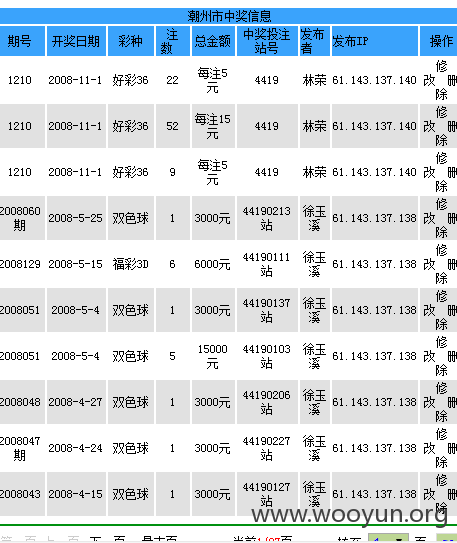 潮州市中奖信息
期号 开奖日期 彩种 注数 总金额 中奖投注站号 发布者 发布IP 操作
1210 2008-11-1 好彩36 22 每注5元 4419 林荣 61.143.137.140 修改 删除
1210 2008-11-1 好彩36 52 每注15元 4419 林荣 61.143.137.140 修改 删除
1210 2008-11-1 好彩36 9 每注5元 4419 林荣 61.143.137.140 修改 删除
2008060期 2008-5-25 双色球 1 3000元 44190213站 徐玉溪 61.143.137.138 修改 删除
2008129 2008-5-15 福彩3D 6 6000元 44190111站 徐玉溪 61.143.137.138 修改 删除
2008051 2008-5-4 双色球 1 3000元 44190137站 徐玉溪 61.143.137.138 修改 删除
2008051 2008-5-4 双色球 5 15000元 44190103站 徐玉溪 61.143.137.138 修改 删除
2008048 2008-4-27 双色球 1 3000元 44190206站 徐玉溪 61.143.137.138 修改 删除
2008047期 2008-4-24 双色球 1 3000元 44190227站 徐玉溪 61.143.137.138 修改 删除
2008043 2008-4-15 双色球 1 3000元 44190127站 徐玉溪 61.143.137.138 修改 删除
www.wooyun.org